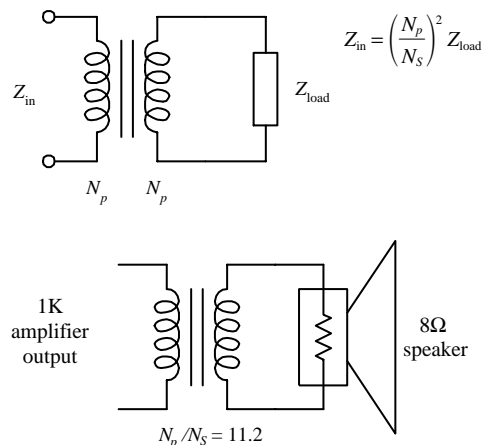 Z_in = (N_p / N_S)^2 Z_load
Z_in
Z_load
N_p N_p
1K
amplifier
output
8Ω
speaker
N_p /N_S = 11.2